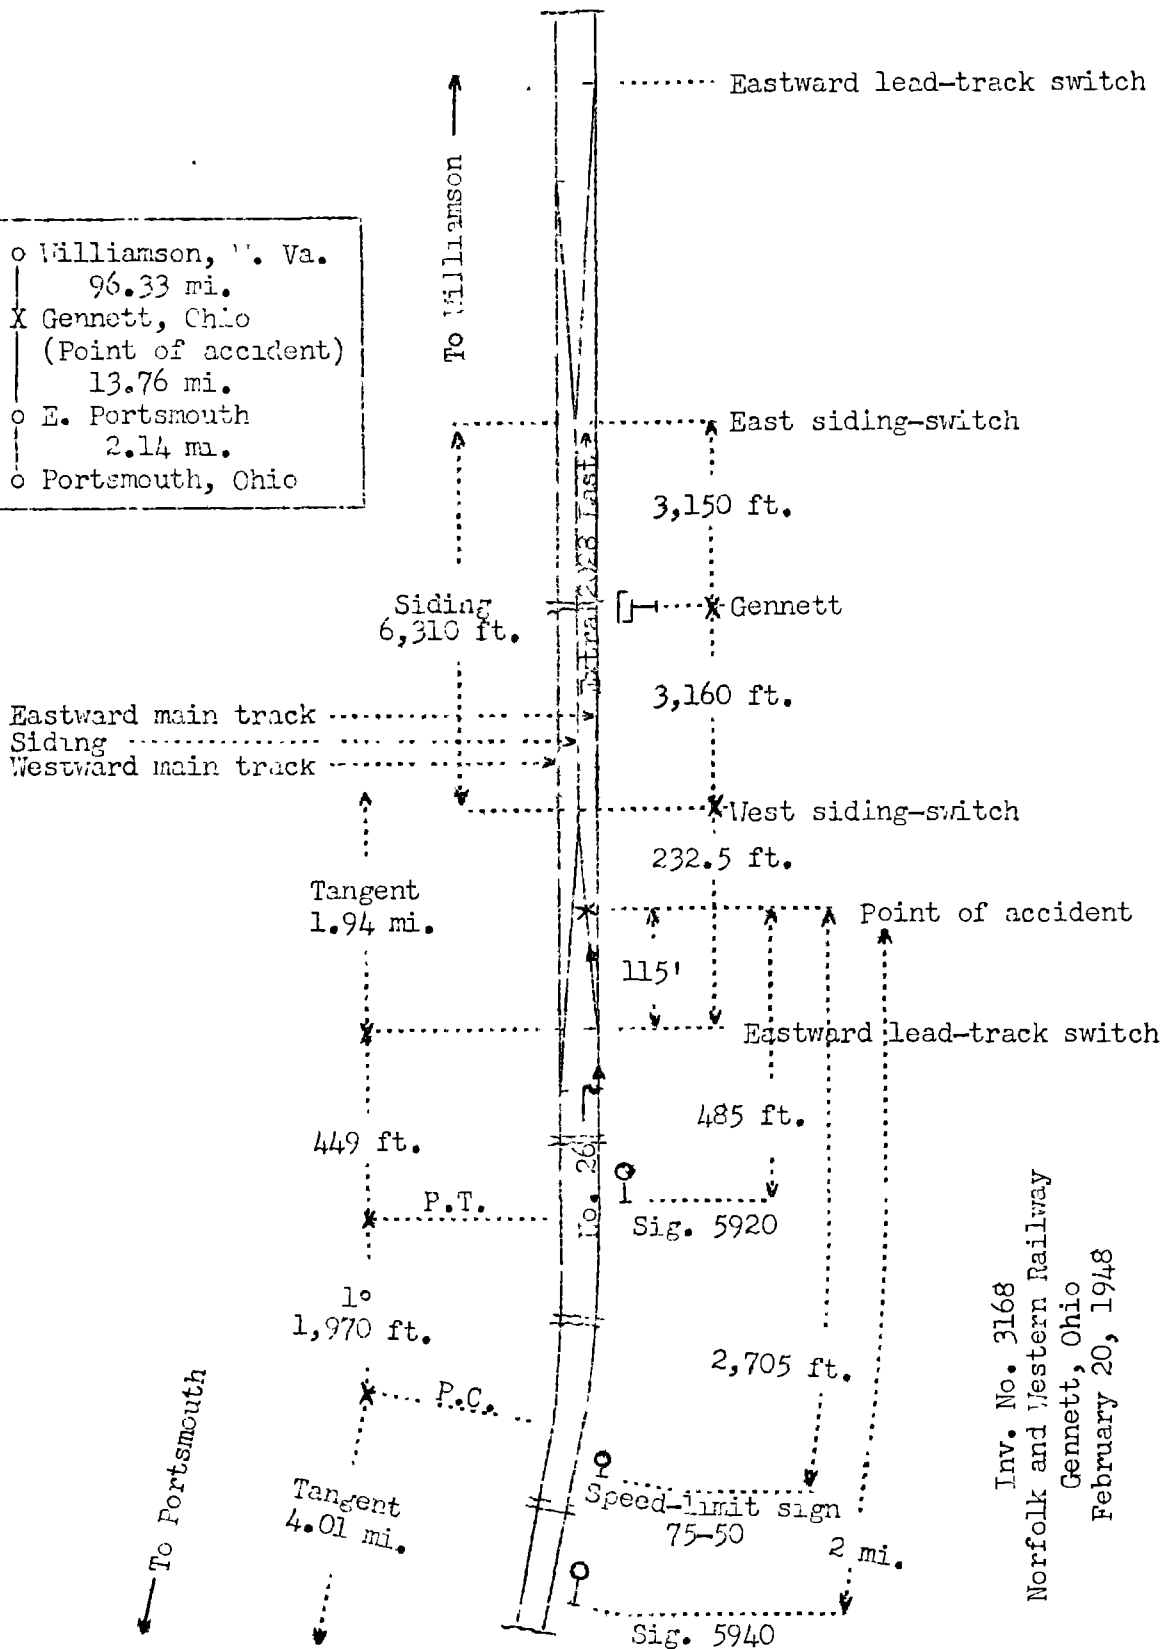 Eastward lead-track switch
To Williamson
Williamson, W. Va.
96.33 mi.
X Gennett, Ohio
(Point of accident)
13.76 mi.
E. Portsmouth
2.14 mi.
Portsmouth, Ohio
East siding-switch
3,150 ft.
Siding
6,310 ft.
Gennett
3,160 ft.
Eastward main track
Siding
Westward main track
West siding-switch
232.5 ft.
Tangent
1.94 mi.
Point of accident
115'
Eastward lead-track switch
485 ft.
449 ft.
No. 26
P.T.
Sig. 5920
1°
1,970 ft.
2,705 ft.
P.C.
To Portsmouth
Tangent
4.01 mi.
Speed-limit sign
75-50
2 mi.
Sig. 5940
Inv. No. 3168
Norfolk and Western Railway
Gennett, Ohio
February 20, 1948